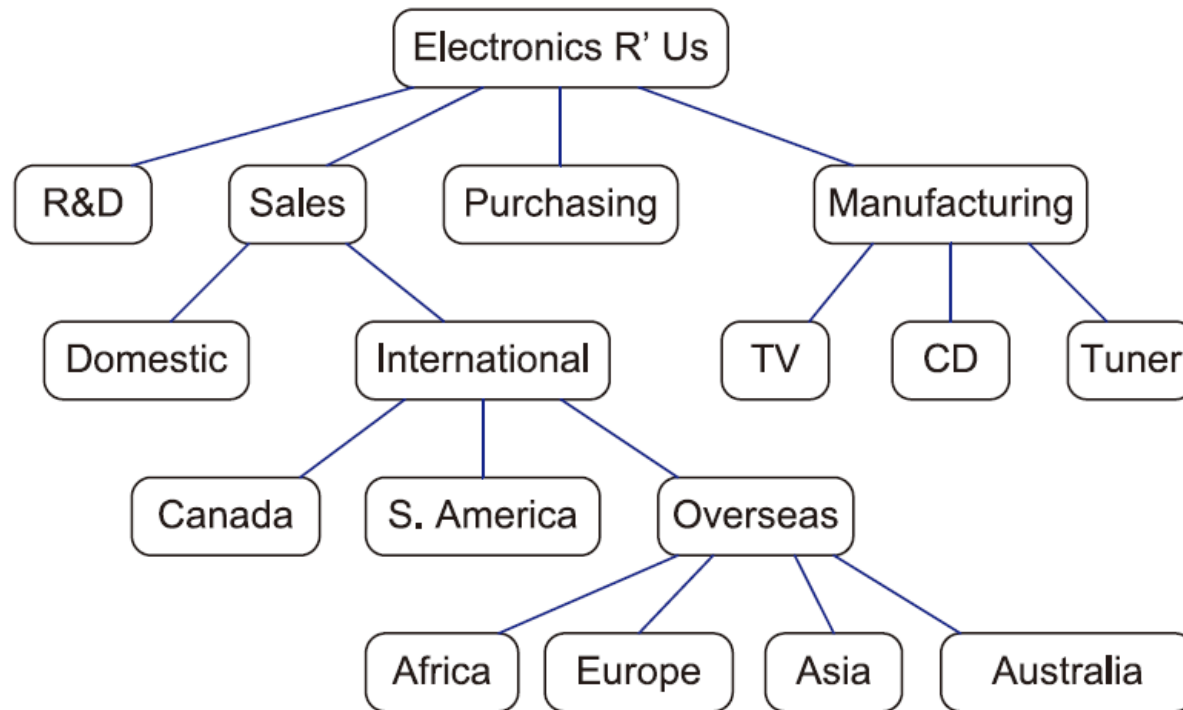 Electronics R' Us
R&D Sales Purchasing Manufacturing
Domestic International TV CD Tuner
Canada S. America Overseas
Africa Europe Asia Australia